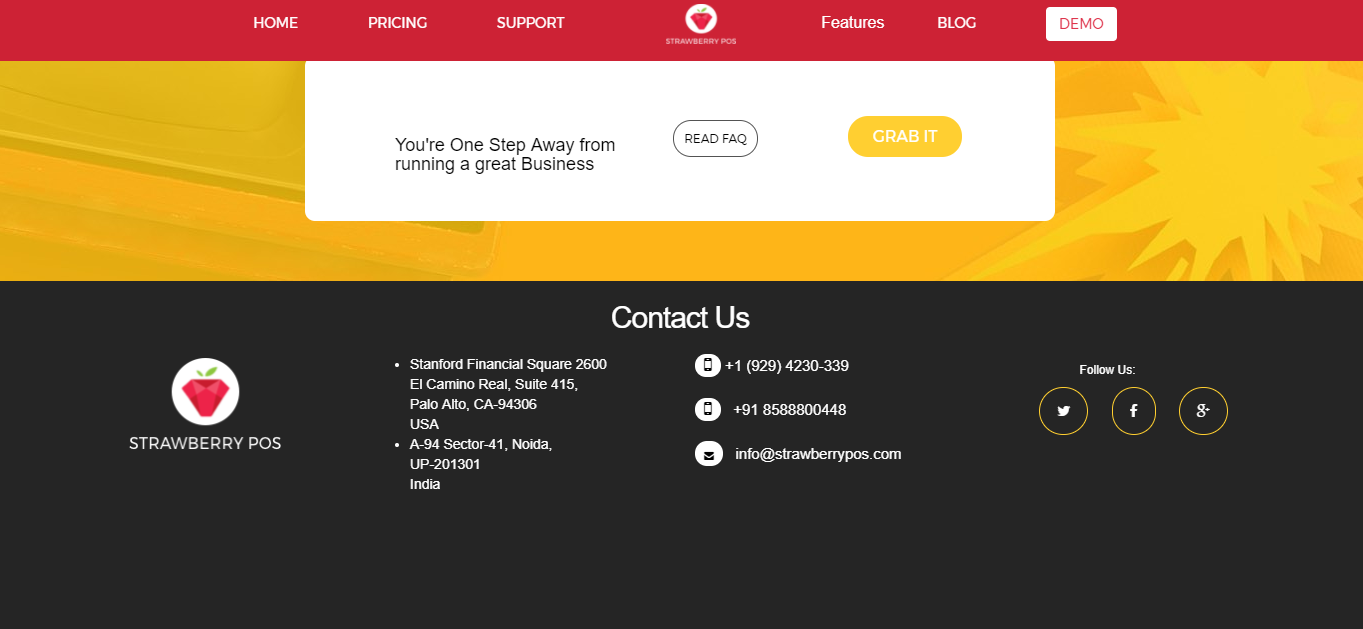 HOME PRICING SUPPORT STRAWBERRY POS Features BLOG DEMO
You're One Step Away from
running a great Business
READ FAQ
GRAB IT
Contact Us
STRAWBERRY POS
Stanford Financial Square 2600
El Camino Real, Suite 415,
Palo Alto, CA-94306
USA
A-94 Sector-41, Noida,
UP-201301
India
+1 (929) 4230-339
+91 8588800448
info@strawberrypos.com
Follow Us: